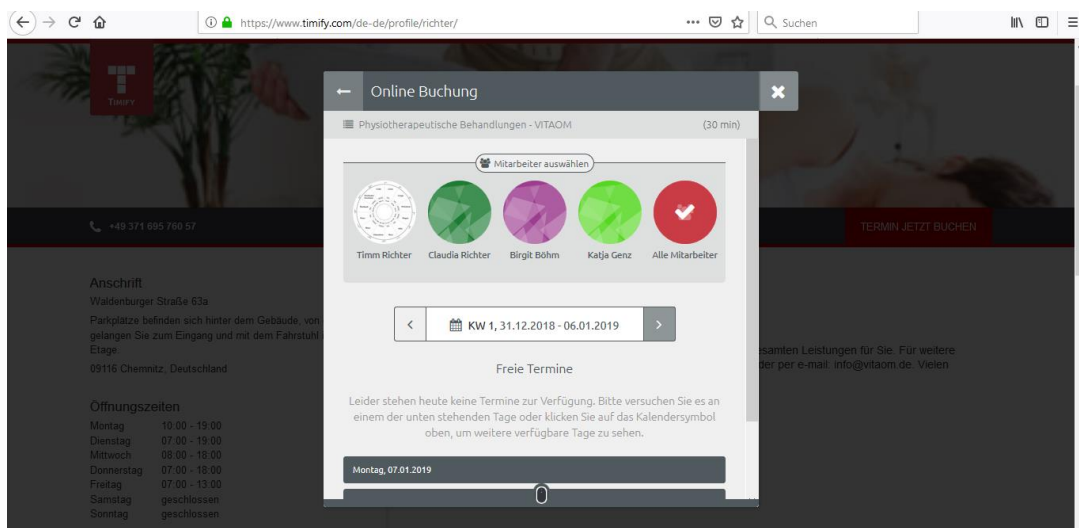 https://www.timify.com/de-de/profile/richter/
Suchen
TIMIFY
Online Buchung
Physiotherapeutische Behandlungen - VITAOM (30 min)
Mitarbeiter auswählen
Timm Richter Claudia Richter Birgit Böhm Katja Genz Alle Mitarbeiter
+49 371 695 760 57
TERMIN JETZT BUCHEN
KW 1, 31.12.2018 - 06.01.2019
Freie Termine
Leider stehen heute keine Termine zur Verfügung. Bitte versuchen Sie es an
einem der unten stehenden Tage oder klicken Sie auf das Kalendersymbol
oben, um weitere verfügbare Tage zu sehen.
Montag, 07.01.2019
Anschrift
Waldenburger Straße 63a
Parkplätze befinden sich hinter dem Gebäude, von
gelangen Sie zum Eingang und mit dem Fahrstuhl
Etage.
09116 Chemnitz, Deutschland
esamten Leistungen für Sie. Für weitere
der per e-mail: info@vitaom.de. Vielen
Öffnungszeiten
Montag 10:00 - 19:00
Dienstag 07:00 - 19:00
Mittwoch 08:00 - 18:00
Donnerstag 07:00 - 18:00
Freitag 07:00 - 13:00
Samstag geschlossen
Sonntag geschlossen